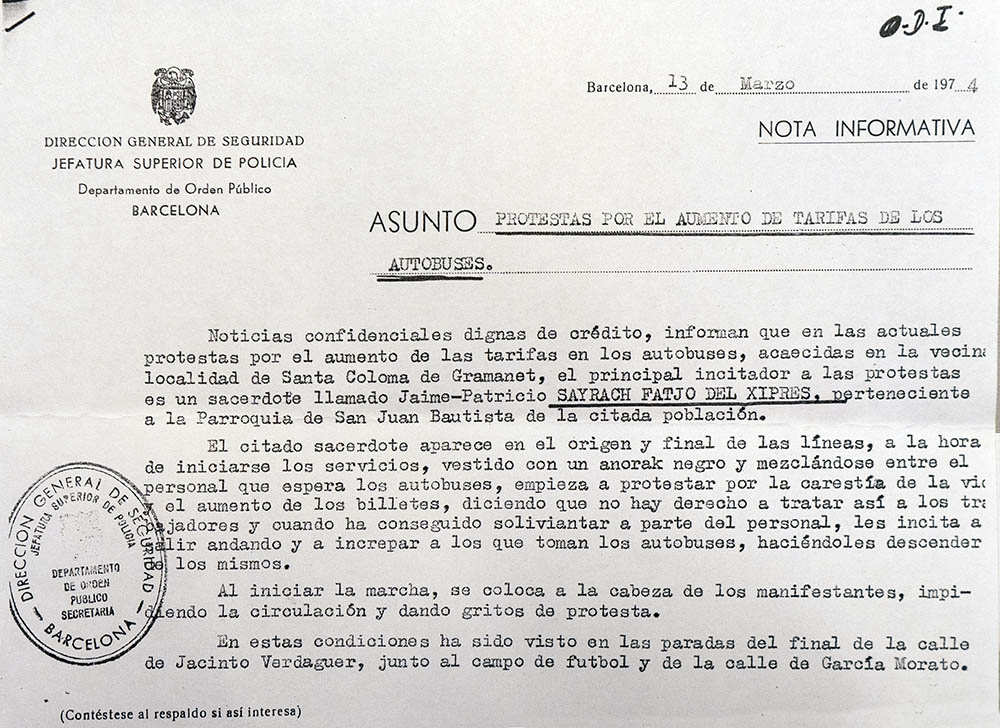 O.D.I.
Barcelona, 13 de Marzo de 1974
NOTA INFORMATIVA
DIRECCION GENERAL DE SEGURIDAD
JEFATURA SUPERIOR DE POLICIA
Departamento de Orden Público
BARCELONA
ASUNTO PROTESTAS POR EL AUMENTO DE TARIFAS DE LOS
AUTOBUSES.
Noticias confidenciales dignas de crédito, informan que en las actuales
protestas por el aumento de las tarifas en los autobuses, acaecidas en la vecina
localidad de Santa Coloma de Gramanet, el principal incitador a las protestas
es un sacerdote llamado Jaime-Patricio SAYRACH FATJO DEL XIPRES, perteneciente
a la Parroquia de San Juan Bautista de la citada población.
El citado sacerdote aparece en el origen y final de las líneas, a la hora
de iniciarse los servicios, vestido con un anorak negro y mezclándose entre el
personal que espera los autobuses, empieza a protestar por la carestía de la
el aumento de los billetes, diciendo que no hay derecho a tratar así a los
jadores y cuando ha conseguido soliviantar a parte del personal, les incita a
alir andando y a increpar a los que toman los autobuses, haciéndoles descender
de los mismos.
Al iniciar la marcha, se coloca a la cabeza de los manifestantes, impi-
diendo la circulación y dando gritos de protesta.
En estas condiciones ha sido visto en las paradas del final de la calle
de Jacinto Verdaguer, junto al campo de futbol y de la calle de García Morato.
DIRECCION GENERAL DE SEGURIDAD
JEFATURA SUPERIOR DE POLICIA
DEPARTAMENTO
DE ORDEN
PUBLICO
SECRETARIA
— BARCELONA —
(Contéstese al respaldo si así interesa)